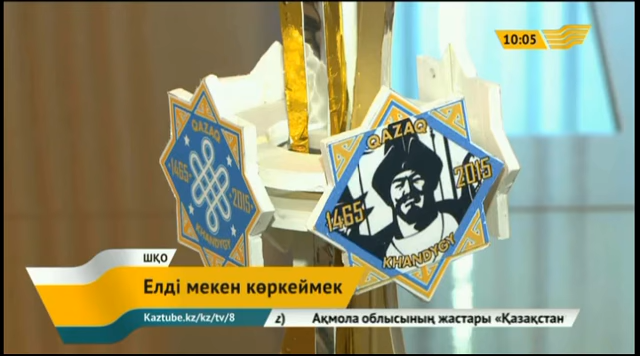 10:05
QAZAQ
1465
2015
KHANDYGY
QAZAQ
1465
2015
KHANDYGY
ШҚО
Елді мекен көркеймек
Kaztube.kz/kz/tv/8
г) Ақмола облысының жастары «Қазақстан